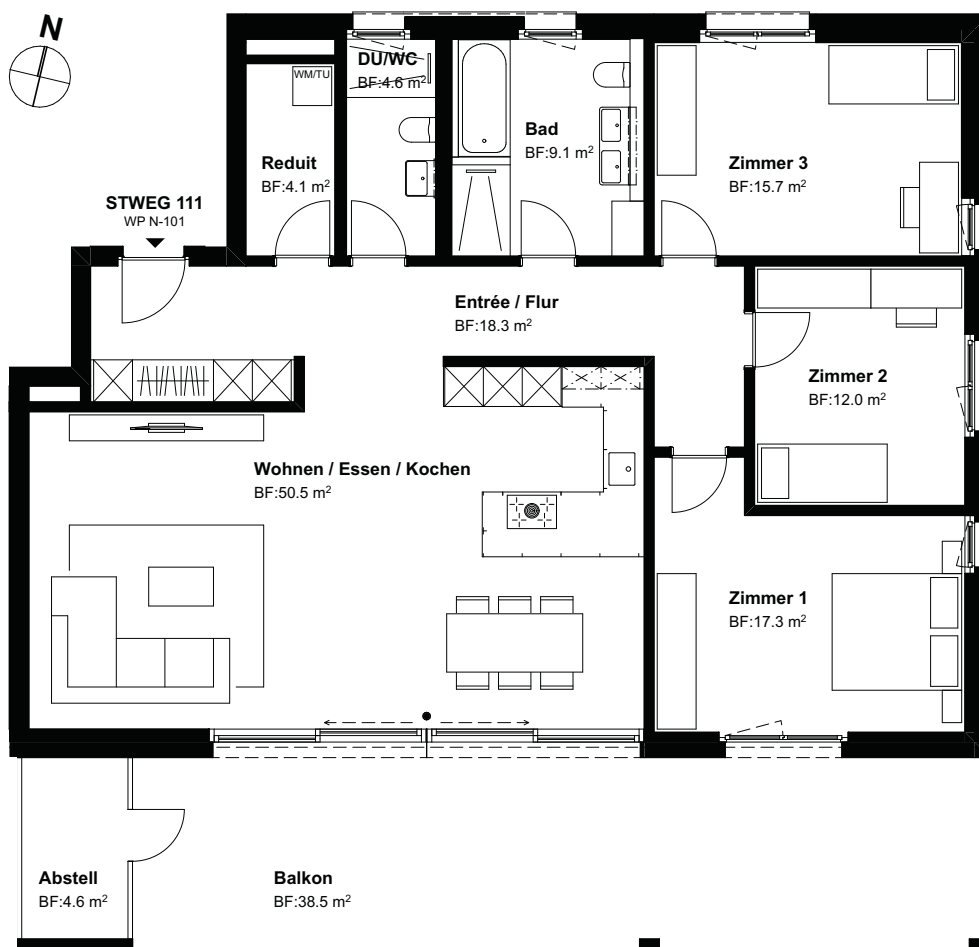 N
DU/WC
BF:4.6 m²
WM/TU
Bad
BF:9.1 m²
Reduit
BF:4.1 m²
Zimmer 3
BF:15.7 m²
STWEG 111
WP N-101
Entrée / Flur
BF:18.3 m²
Zimmer 2
BF:12.0 m²
Wohnen / Essen / Kochen
BF:50.5 m²
Zimmer 1
BF:17.3 m²
Abstell
BF:4.6 m²
Balkon
BF:38.5 m²